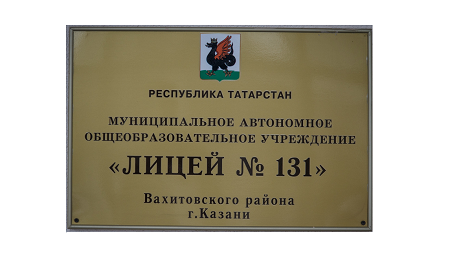 РЕСПУБЛИКА ТАТАРСТАН
МУНИЦИПАЛЬНОЕ АВТОНОМНОЕ
ОБЩЕОБРАЗОВАТЕЛЬНОЕ УЧРЕЖДЕНИЕ
«ЛИЦЕЙ № 131»
Вахитовского района
г.Казани